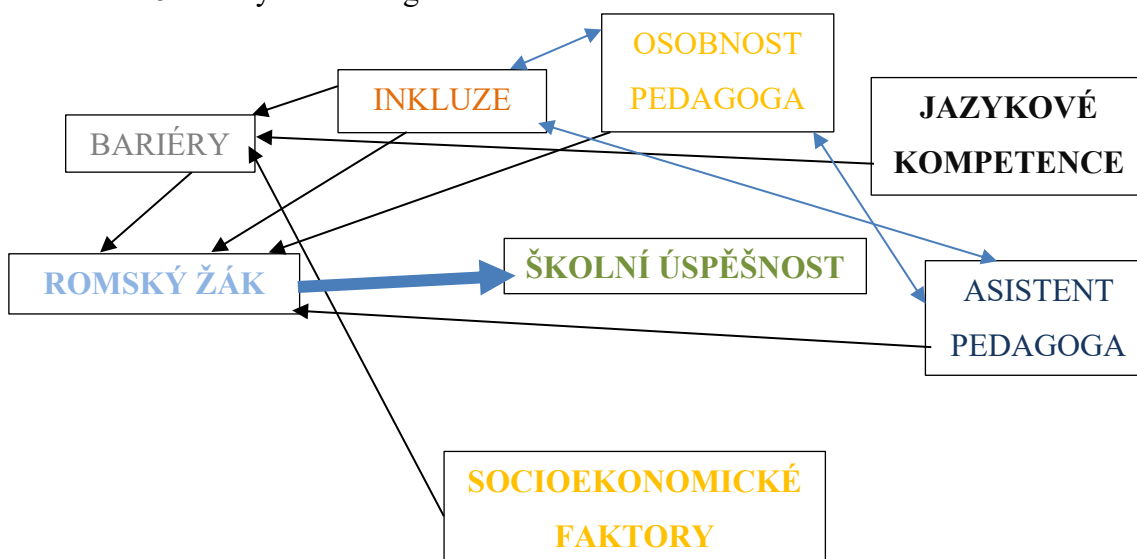 OSOBNOST
PEDAGOGA
INKLUZE
JAZYKOVÉ
KOMPETENCE
BARIÉRY
ROMSKÝ ŽÁK
ŠKOLNÍ ÚSPĚŠNOST
ASISTENT
PEDAGOGA
SOCIOEKONOMICKÉ
FAKTORY